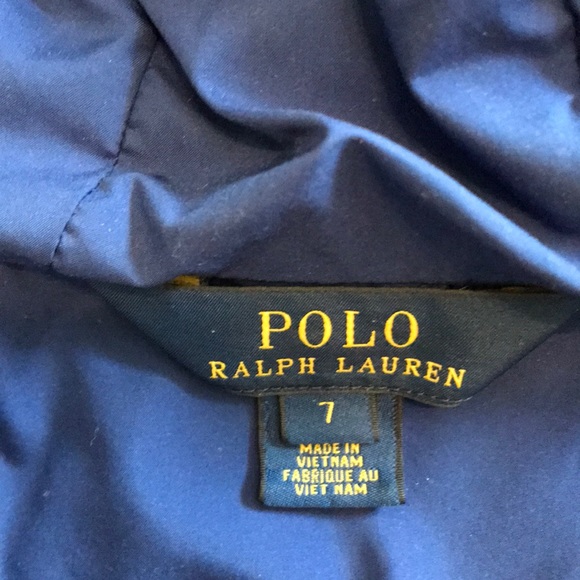 POLO
RALPH LAUREN
7
MADE IN
VIETNAM
FABRIQUE AU
VIET NAM